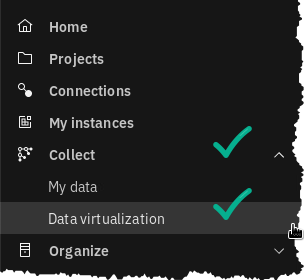 Home
Projects
Connections
My instances
Collect
My data
Data virtualization
Organize